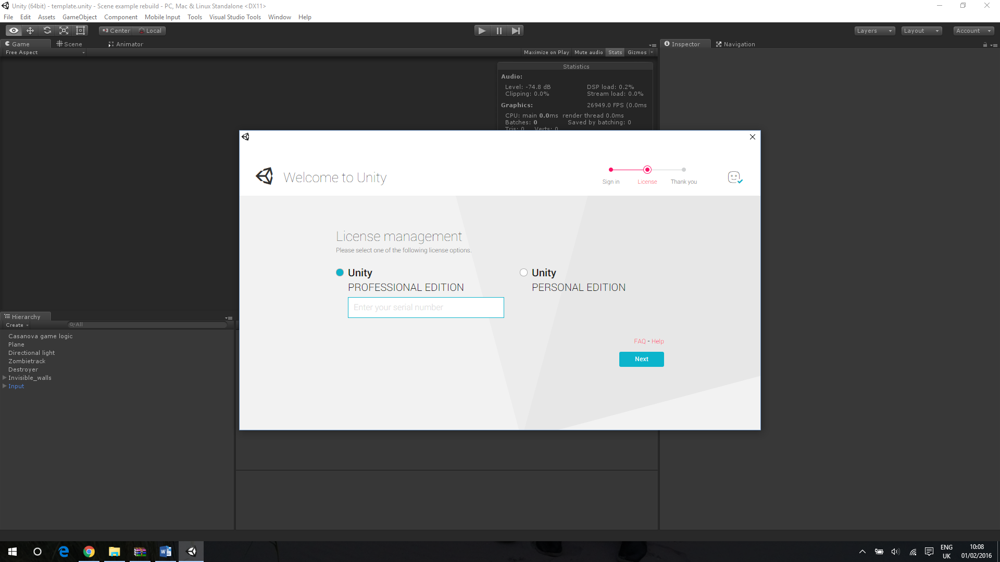 Unity (64bit) - template.unity - Scene example rebuild - PC, Mac & Linux Standalone <DX11>
File Edit Assets GameObject Component Mobile Input Tools Visual Studio Tools Window Help
Center Local
Layers Layout Account
Game Scene Animator
Inspector Navigation
Free Aspect
Maximize on Play Mute audio Stats Gizmos
Statistics
Audio:
Level: -74.8 dB DSP load: 0.2%
Clipping: 0.0% Stream load: 0.0%
Graphics: 26949.0 FPS (0.0ms
CPU: main 0.0ms render thread 0.0ms
Batches: 0 Saved by batching: 0
Tris: 0 Verts: 0
Welcome to Unity
Sign in License Thank you
License management
Please select one of the following license options.
Unity
PROFESSIONAL EDITION
Enter your serial number
Unity
PERSONAL EDITION
FAQ - Help
Next
Hierarchy
Create All
Casanova game logic
Plane
Directional light
Zombietrack
Destroyer
Invisible_walls
Input
ENG
UK
10:08
01/02/2016